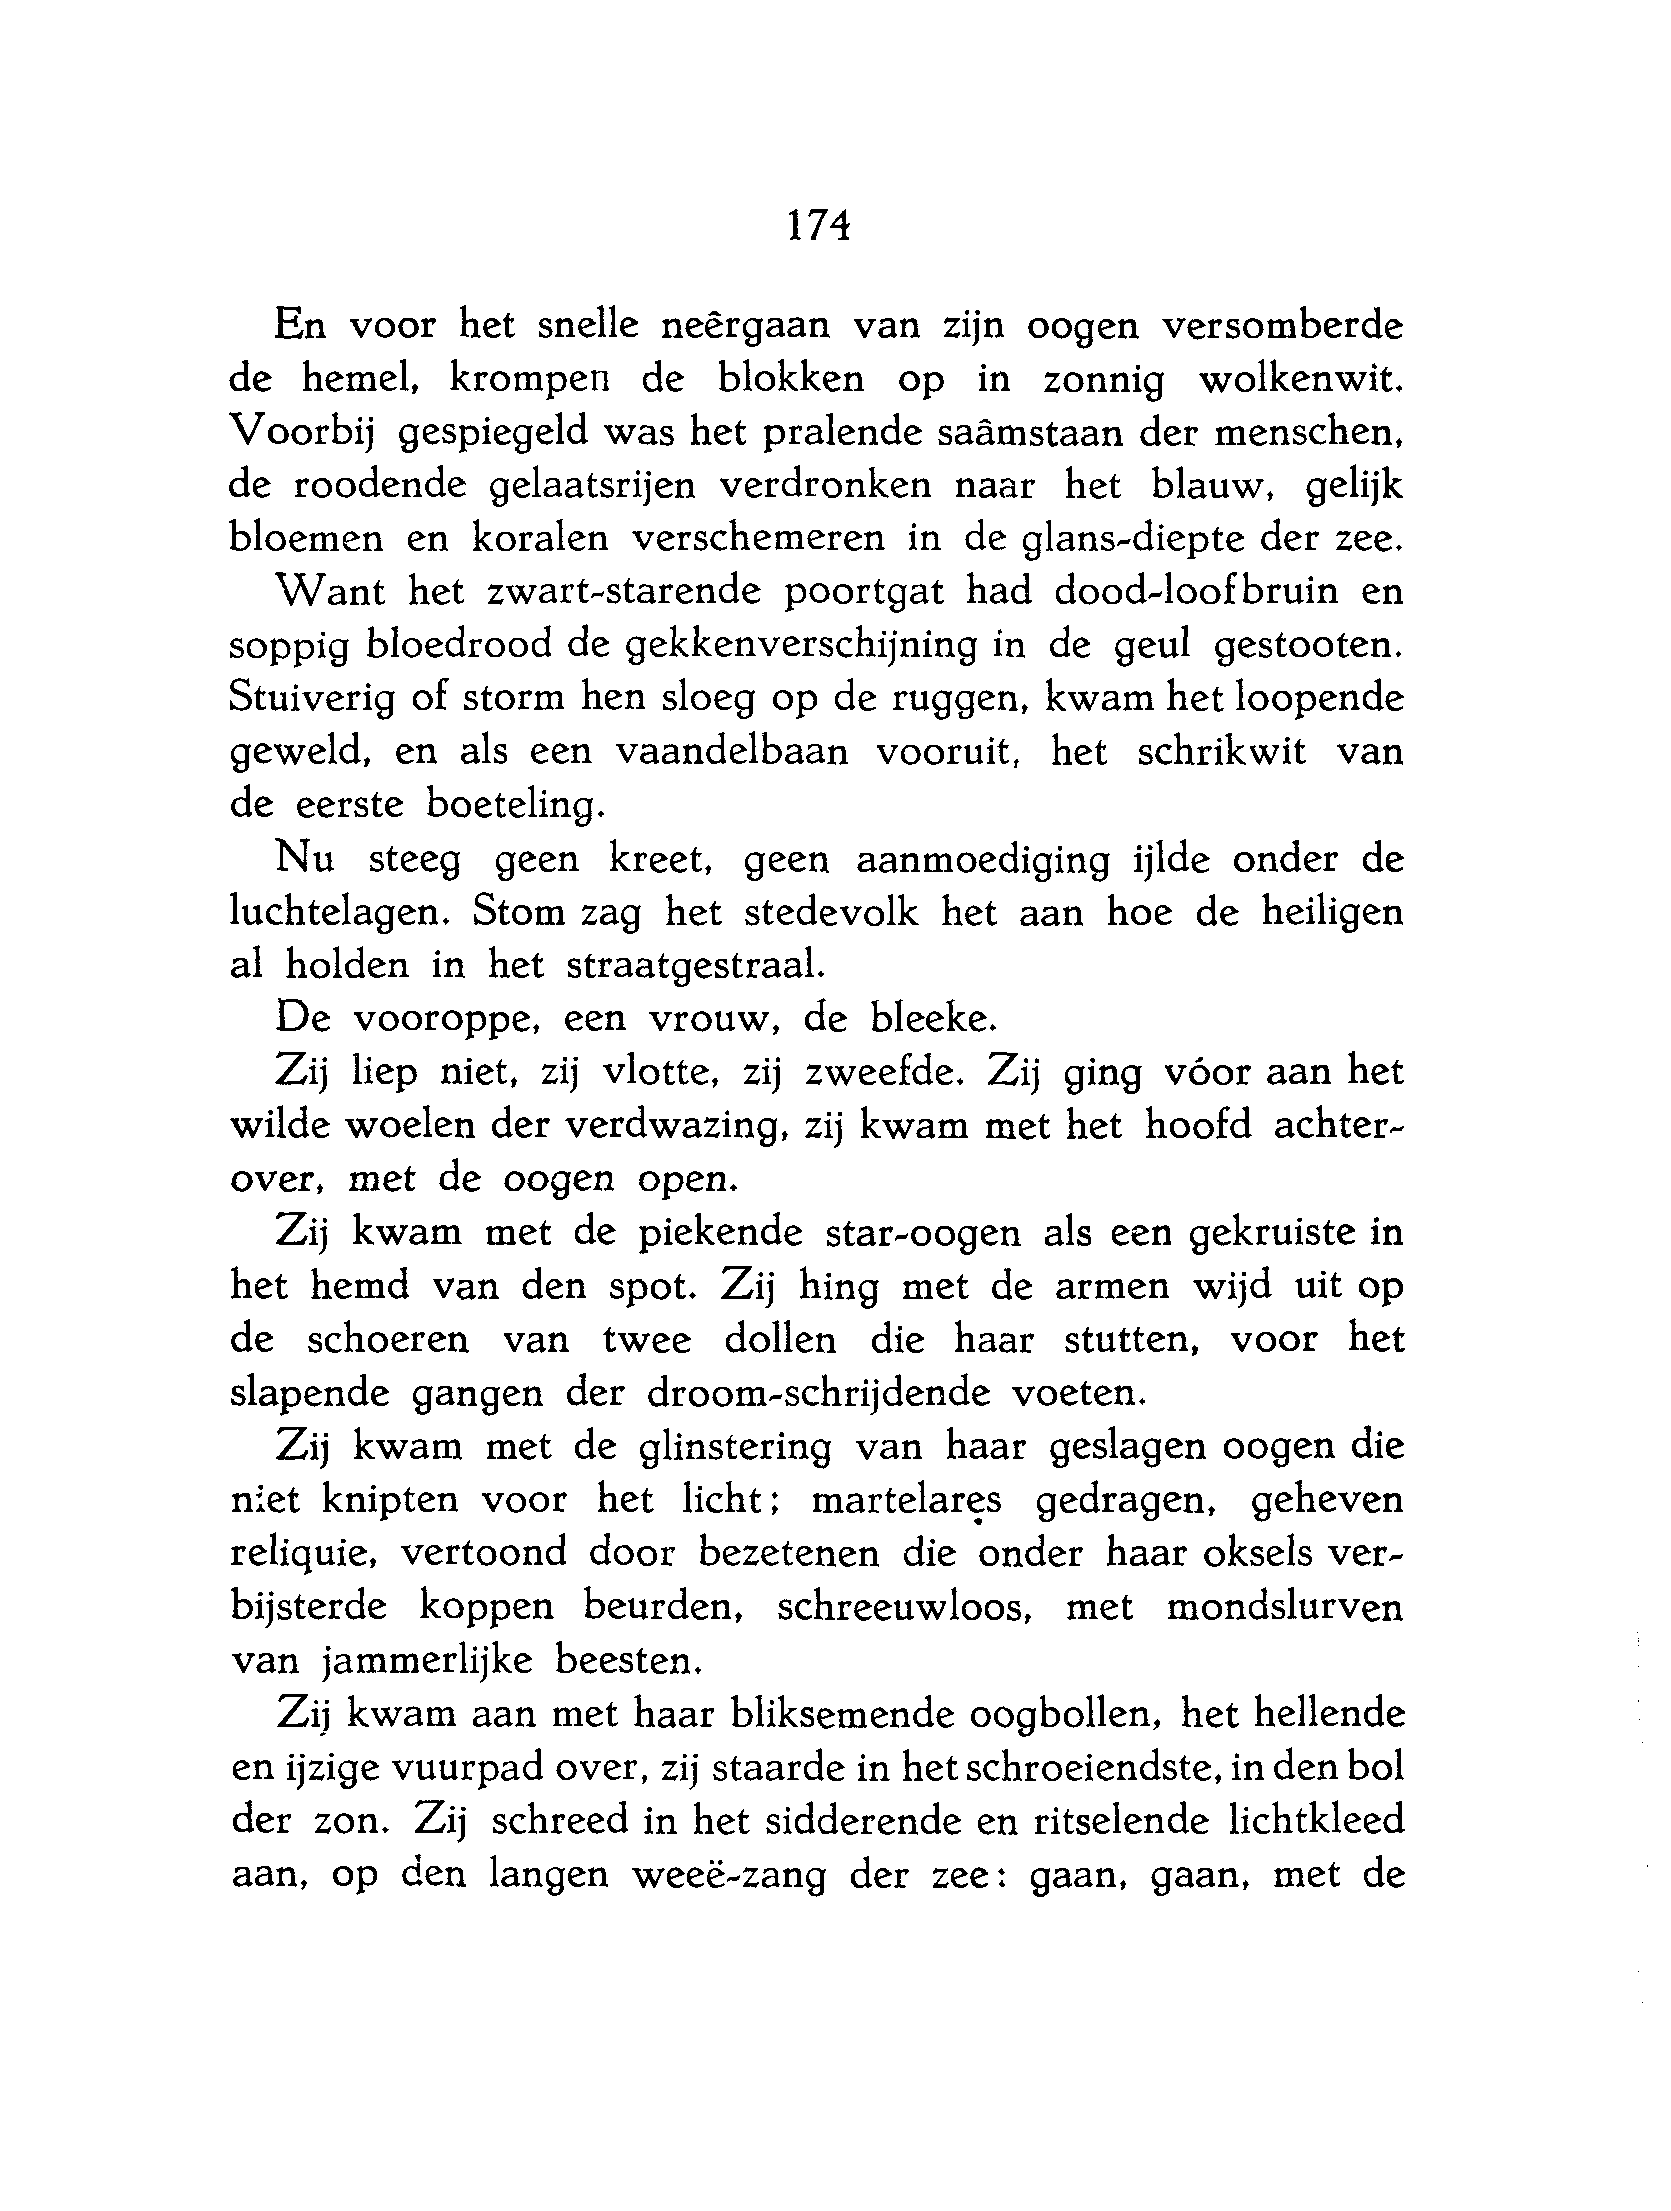 174
En voor het snelle neêrgaan van zijn oogen versomberde
de hemel, krompen de blokken op in zonnig wolkenwit.
Voorbij gespiegeld was het pralende saâmstaan der menschen,
de roodende gelaatsrijen verdronken naar het blauw, gelijk
bloemen en koralen verschemeren in de glans-diepte der zee.
Want het zwart-starende poortgat had dood-loofbruin en
soppig bloedrood de gekkenverschijning in de geul gestooten.
Stuiverig of storm hen sloeg op de ruggen, kwam het loopende
geweld, en als een vaandelbaan vooruit, het schrikwit van
de eerste boeteling.
Nu steeg geen kreet, geen aanmoediging ijlde onder de
luchtelagen. Stom zag het stedevolk het aan hoe de heiligen
al holden in het straatgestraal.
De vooroppe, een vrouw, de bleeke.
Zij liep niet, zij vlotte, zij zweefde. Zij ging vóor aan het
wilde woelen der verdwazing, zij kwam met het hoofd achter-
over, met de oogen open.
Zij kwam met de piekende star-oogen als een gekruiste in
het hemd van den spot. Zij hing met de armen wijd uit op
de schoeren van twee dollen die haar stutten, voor het
slapende gangen der droom-schrijdende voeten.
Zij kwam met de glinstering van haar geslagen oogen die
niet knipten voor het licht; martelares gedragen, geheven
reliquie, vertoond door bezetenen die onder haar oksels ver-
bijsterde koppen beurden, schreeuwloos, met mondslurven
van jammerlijke beesten.
Zij kwam aan met haar bliksemende oogbollen, het hellende
en ijzige vuurpad over, zij staarde in het schroeiendste, in den bol
der zon. Zij schreed in het sidderende en ritselende lichtkleed
aan, op den langen weeë-zang der zee: gaan, gaan, met de